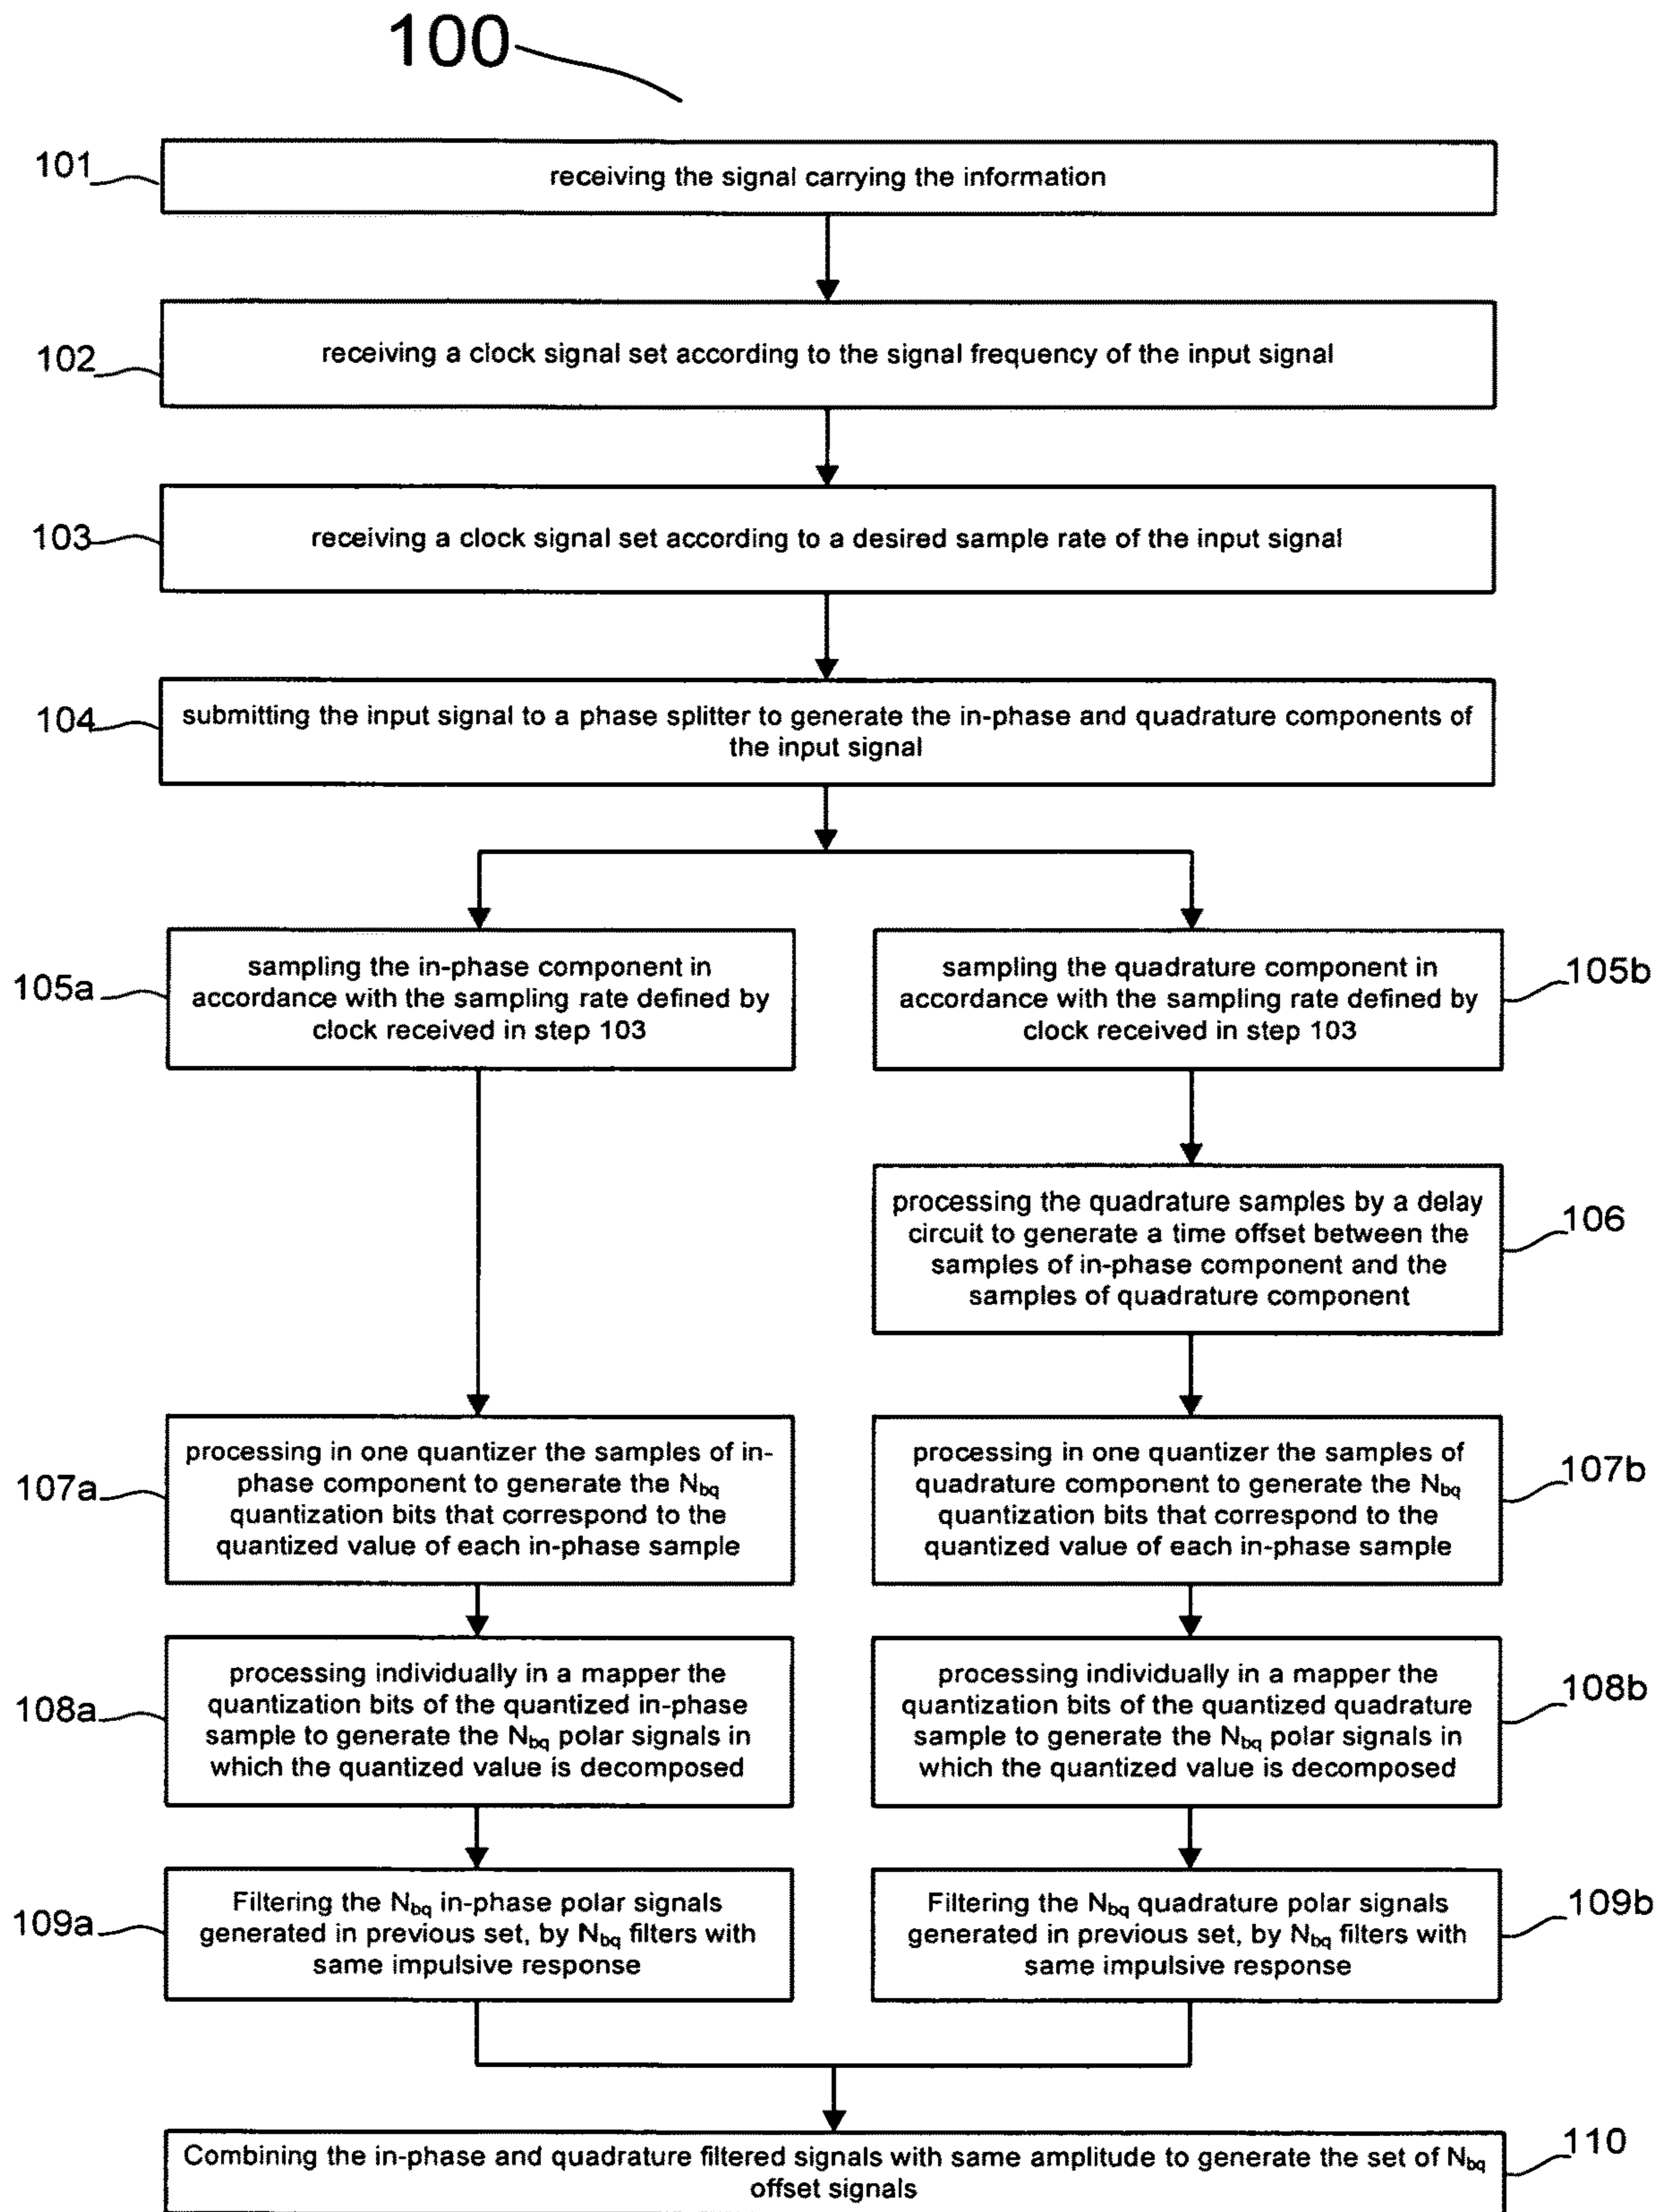 100
101
receiving the signal carrying the information
102
receiving a clock signal set according to the signal frequency of the input signal
103
receiving a clock signal set according to a desired sample rate of the input signal
104
submitting the input signal to a phase splitter to generate the in-phase and quadrature components of
the input signal
105a
sampling the in-phase component in
accordance with the sampling rate defined by
clock received in step 103
sampling the quadrature component in
accordance with the sampling rate defined by
clock received in step 103
105b
processing the quadrature samples by a delay
circuit to generate a time offset between the
samples of in-phase component and the
samples of quadrature component
106
107a
processing in one quantizer the samples of in-
phase component to generate the Nbq
quantization bits that correspond to the
quantized value of each in-phase sample
processing in one quantizer the samples of
quadrature component to generate the Nbq
quantization bits that correspond to the
quantized value of each in-phase sample
107b
108a
processing individually in a mapper the
quantization bits of the quantized in-phase
sample to generate the Nbq polar signals in
which the quantized value is decomposed
processing individually in a mapper the
quantization bits of the quantized quadrature
sample to generate the Nbq polar signals in
which the quantized value is decomposed
108b
109a
Filtering the Nbq in-phase polar signals
generated in previous set, by Nbq filters with
same impulsive response
Filtering the Nbq quadrature polar signals
generated in previous set, by Nbq filters with
same impulsive response
109b
Combining the in-phase and quadrature filtered signals with same amplitude to generate the set of Nbq
offset signals
110